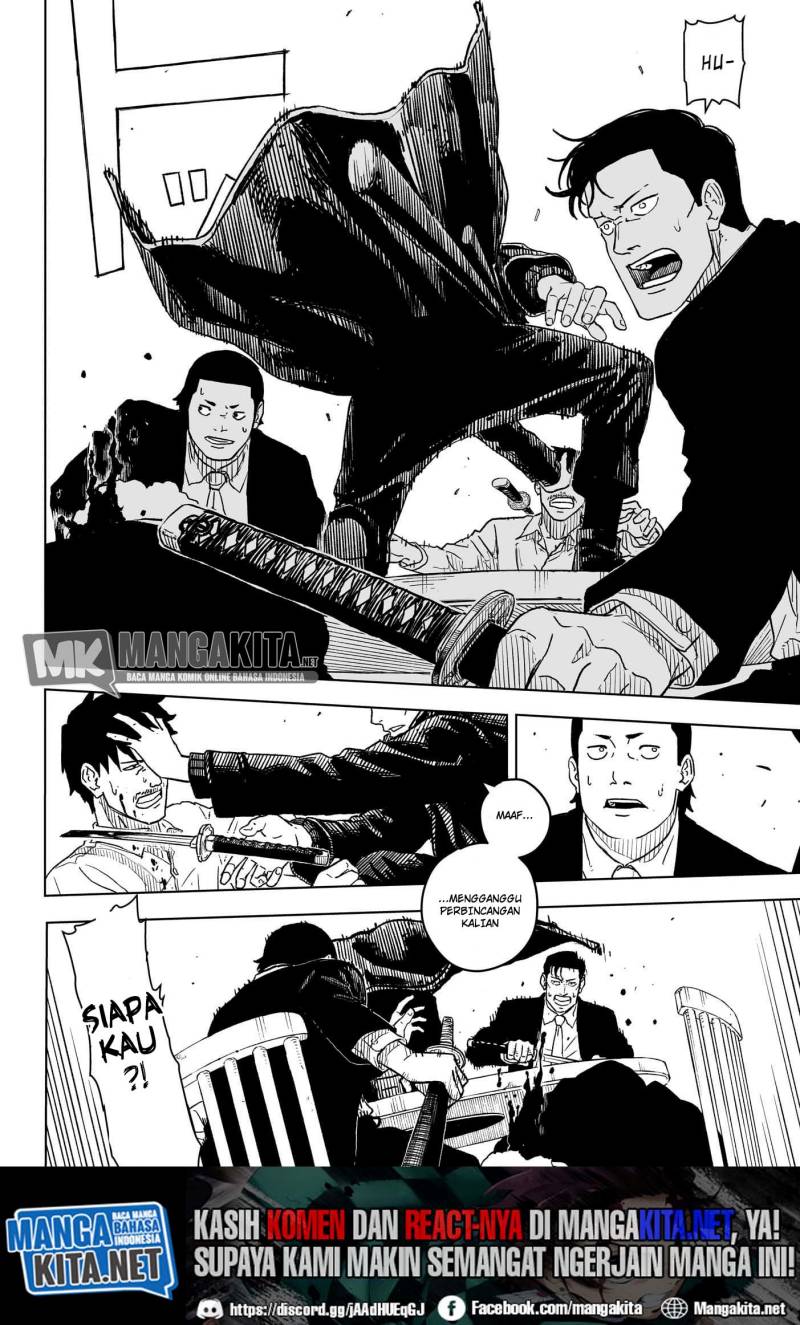 HU-
MK MANGAKITA.NET
BACA MANGA KOMIK ONLINE BAHASA INDONESIA
MAAF...
...MENGGANGGU
PERBINCANGAN
KALIAN
SIAPA
KAU
?!
MANGA
KITA.NET
BACA MANGA
BAHASA
INDONESIA
KASIH KOMEN DAN REACT-NYA DI MANGAKITA.NET, YA!
SUPAYA KAMI MAKIN SEMANGAT NGERJAIN MANGA INI!
https://discord.gg/jAAdHUEqGJ Facebook.com/mangakita Mangakita.net